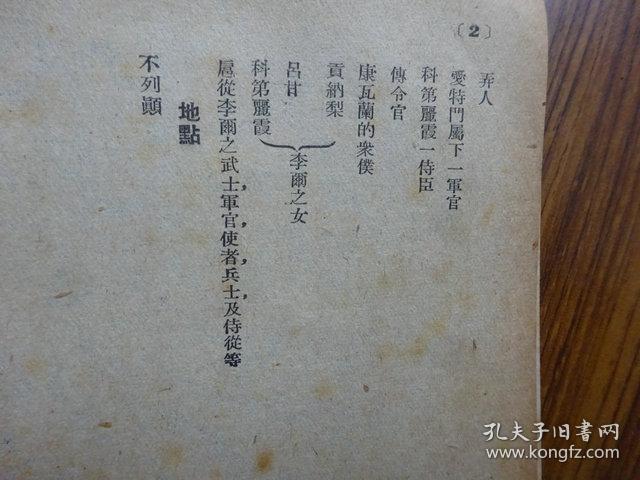 〔2〕
弄人
愛特門屬下一軍官
科第麗霞一侍臣
傳令官
康瓦蘭的衆僕
貢納梨
呂甘
科第麗霞
李爾之女
扈從李爾之武士，軍官，使者，兵士，及侍從等
地點
不列顛
孔夫子旧书网
www.kongfz.com